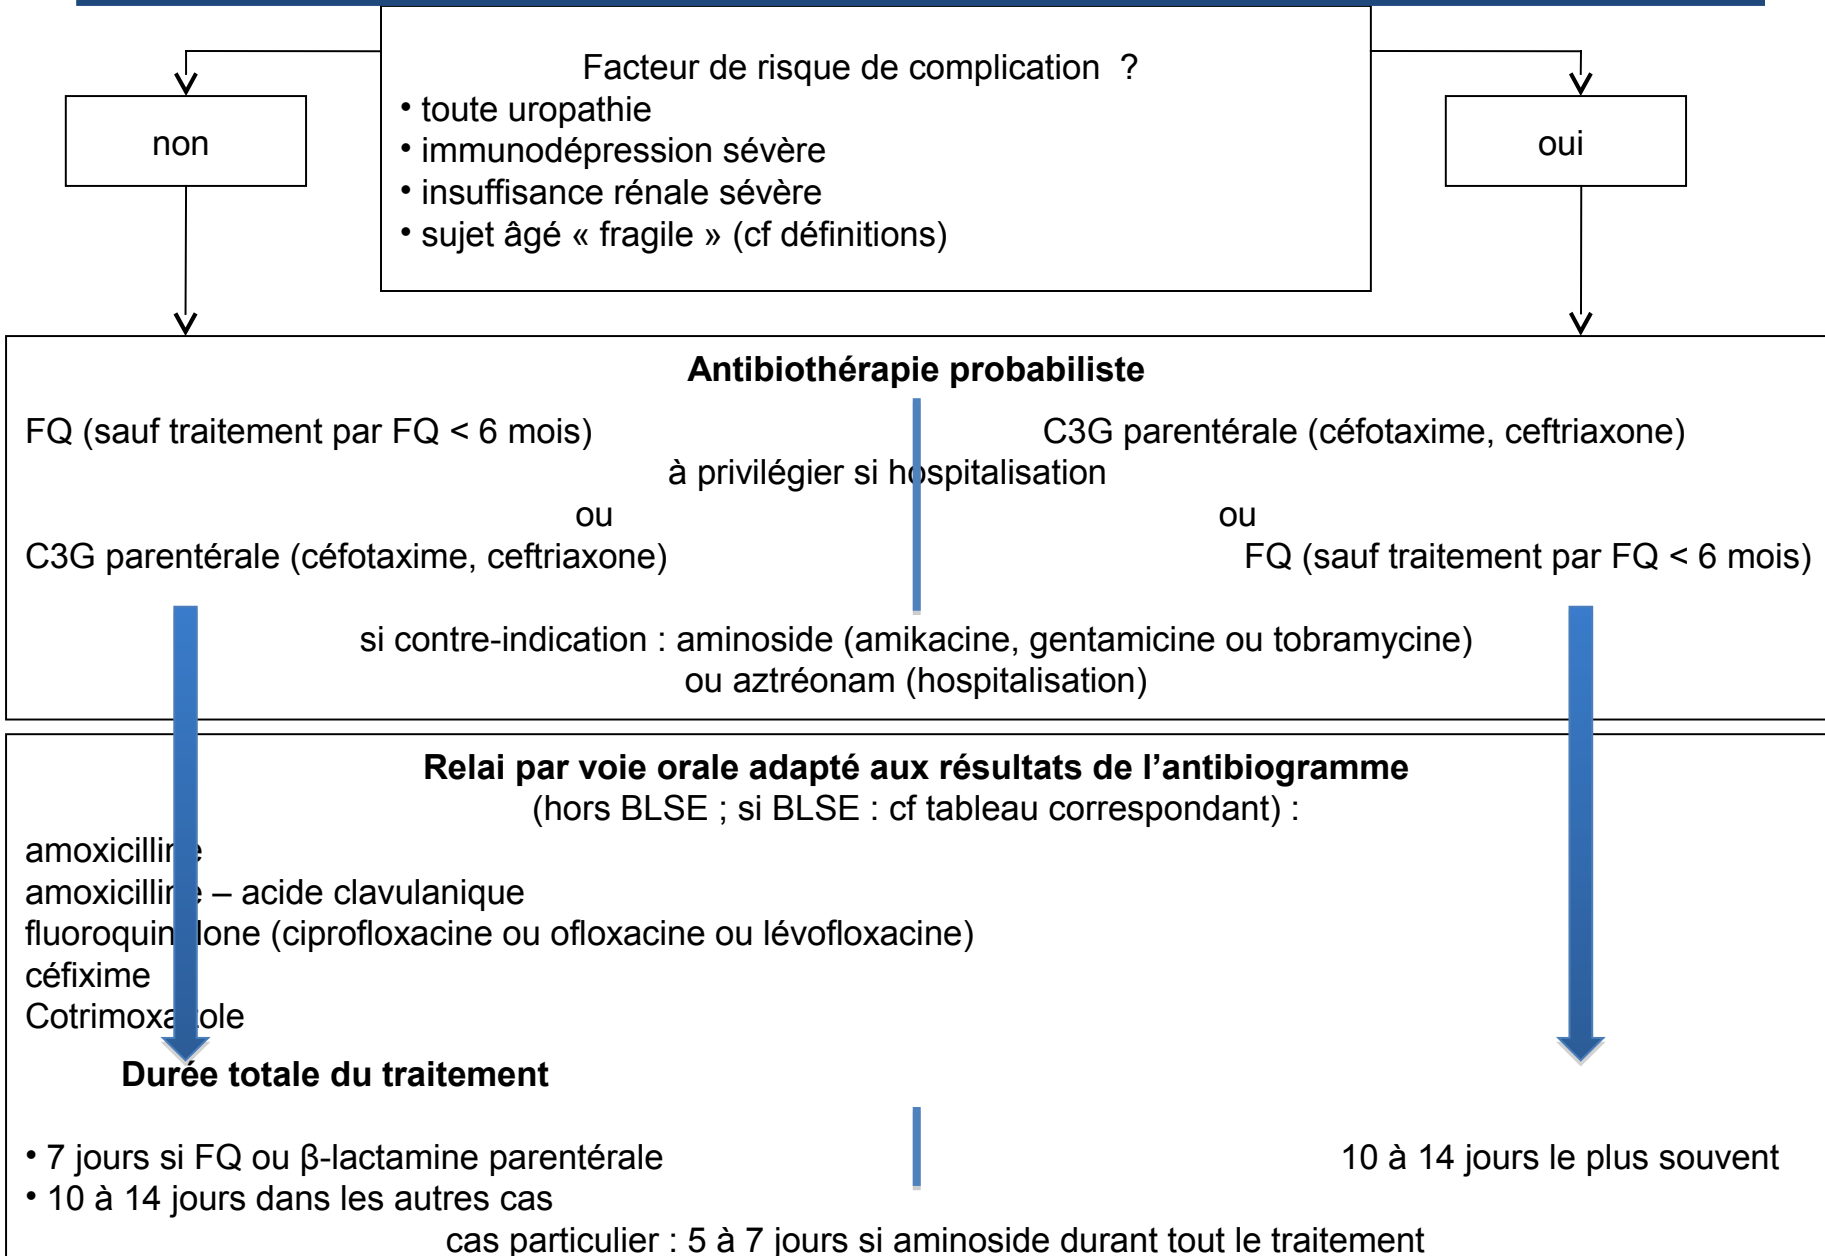 Facteur de risque de complication ?
• toute uropathie
• immunodépression sévère
• insuffisance rénale sévère
• sujet âgé « fragile » (cf définitions)
non
oui
Antibiothérapie probabiliste
FQ (sauf traitement par FQ < 6 mois)
C3G parentérale (céfotaxime, ceftriaxone)
à privilégier si hospitalisation
ou
ou
C3G parentérale (céfotaxime, ceftriaxone)
FQ (sauf traitement par FQ < 6 mois)
si contre-indication : aminoside (amikacine, gentamicine ou tobramycine)
ou aztréonam (hospitalisation)
Relai par voie orale adapté aux résultats de l’antibiogramme
(hors BLSE ; si BLSE : cf tableau correspondant) :
amoxicilline
amoxicilline – acide clavulanique
fluoroquinolone (ciprofloxacine ou ofloxacine ou lévofloxacine)
céfixime
Cotrimoxazole
Durée totale du traitement
• 7 jours si FQ ou β-lactamine parentérale
10 à 14 jours le plus souvent
• 10 à 14 jours dans les autres cas
cas particulier : 5 à 7 jours si aminoside durant tout le traitement